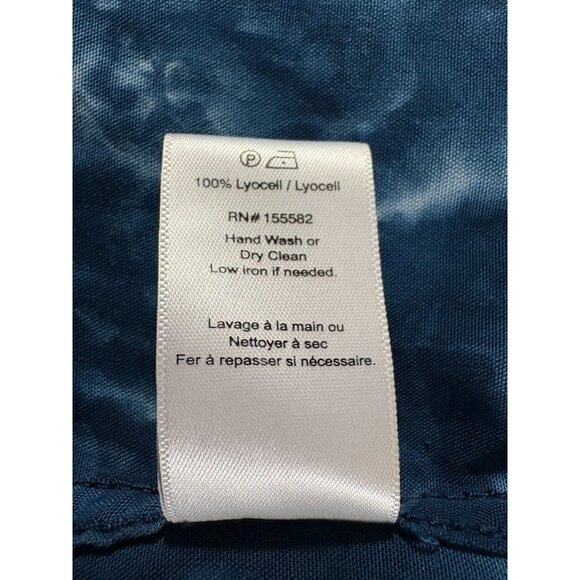 P
100% Lyocell / Lyocell
RN# 155582
Hand Wash or
Dry Clean
Low iron if needed.
Lavage à la main ou
Nettoyer à sec
Fer à repasser si nécessaire.